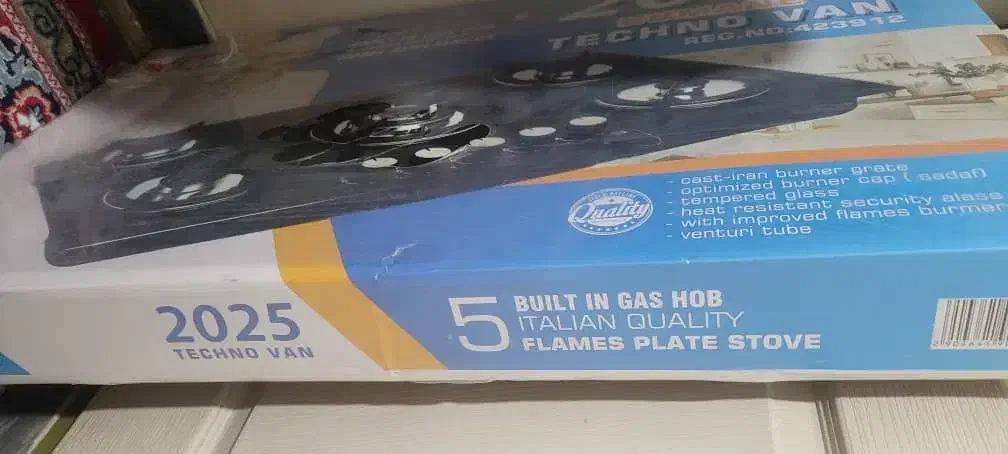 TECHNO VAN
REG.NO:423912
Quality
- cast-iran burner grate
- optimized burner cap ( sadaf)
- tempered glass
- heat resistant security alass
- with improved flames burmer
- venturi tube
2025
TECHNO VAN
5
BUILT IN GAS HOB
ITALIAN QUALITY
FLAMES PLATE STOVE